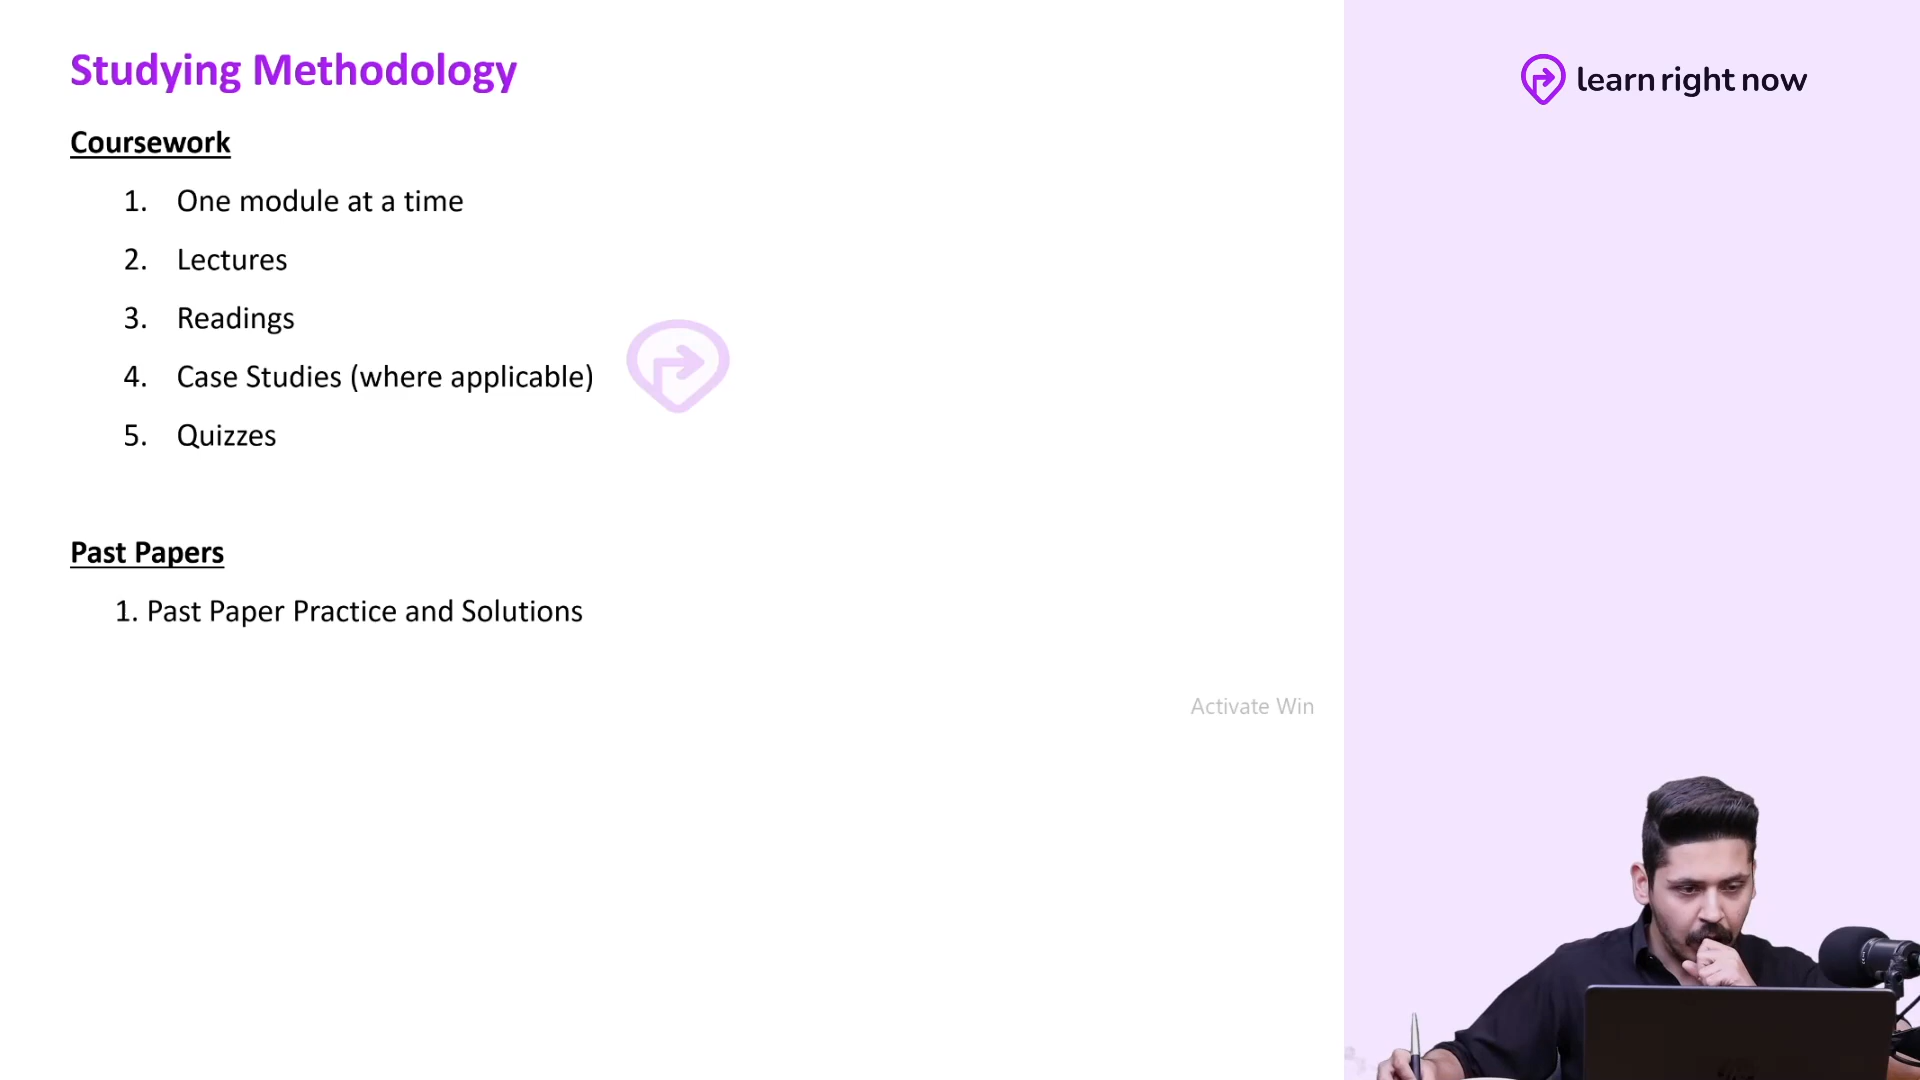 Studying Methodology
learn right now
Coursework
1. One module at a time
2. Lectures
3. Readings
4. Case Studies (where applicable)
5. Quizzes
Past Papers
1. Past Paper Practice and Solutions
Activate Win